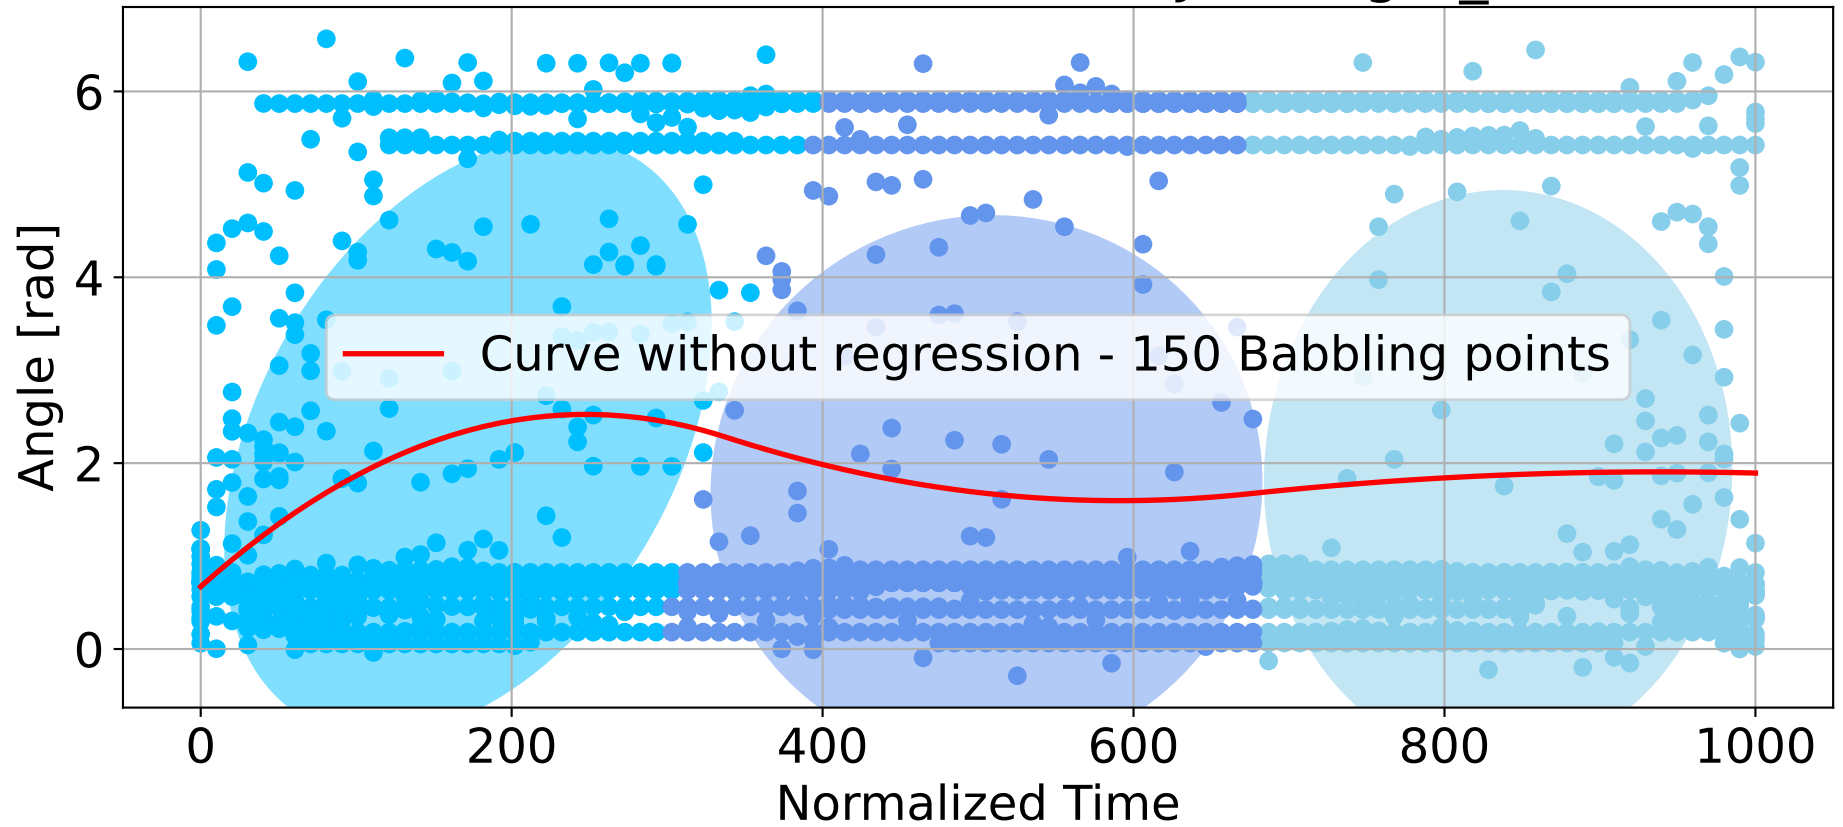 6
4
2
0
Angle [rad]
Curve without regression - 150 Babbling points
0 200 400 600 800 1000
Normalized Time